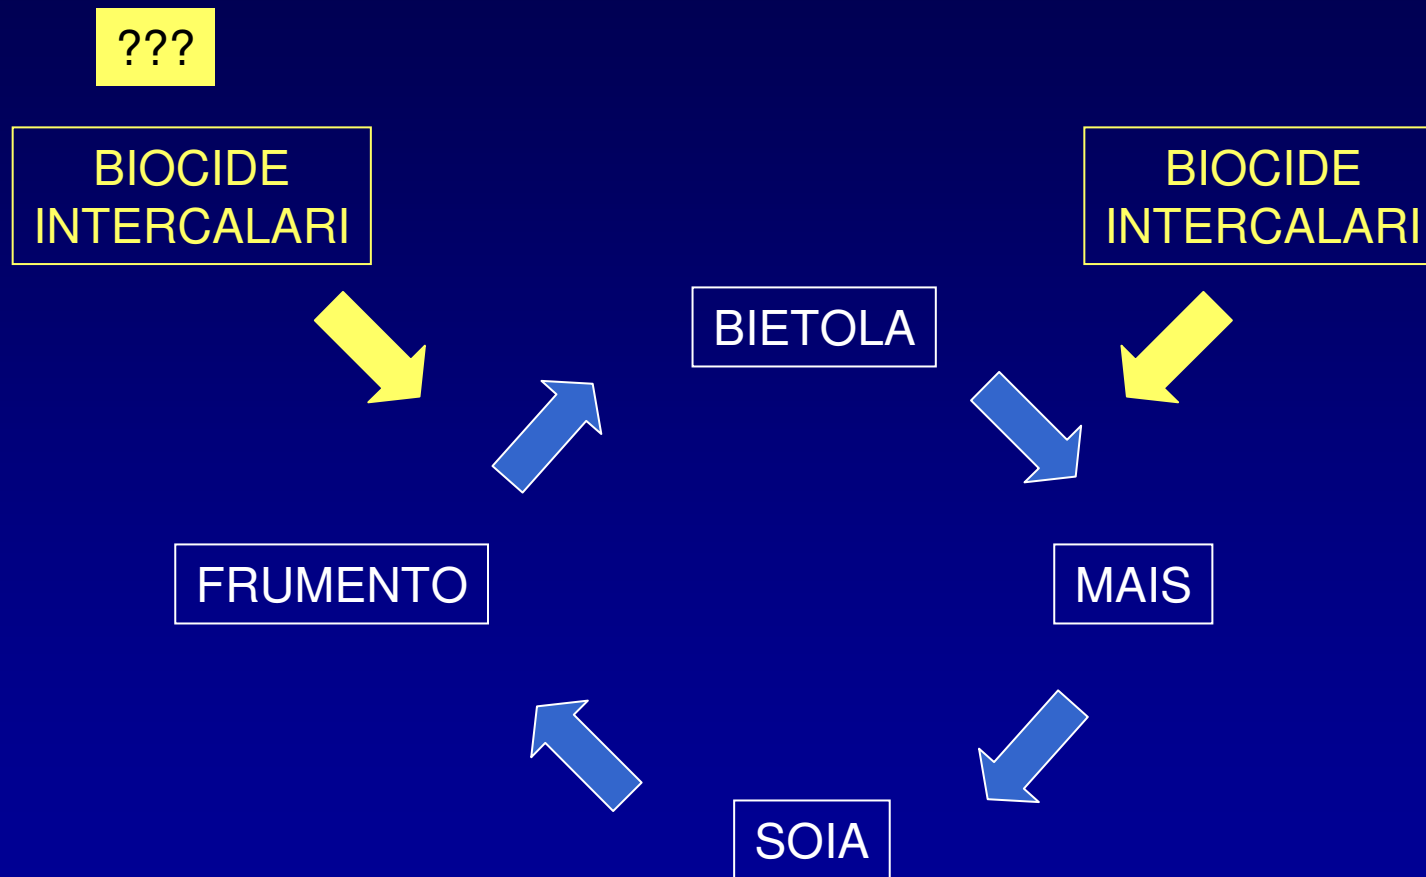 ???
BIOCIDE
INTERCALARI
BIOCIDE
INTERCALARI
BIETOLA
FRUMENTO
MAIS
SOIA